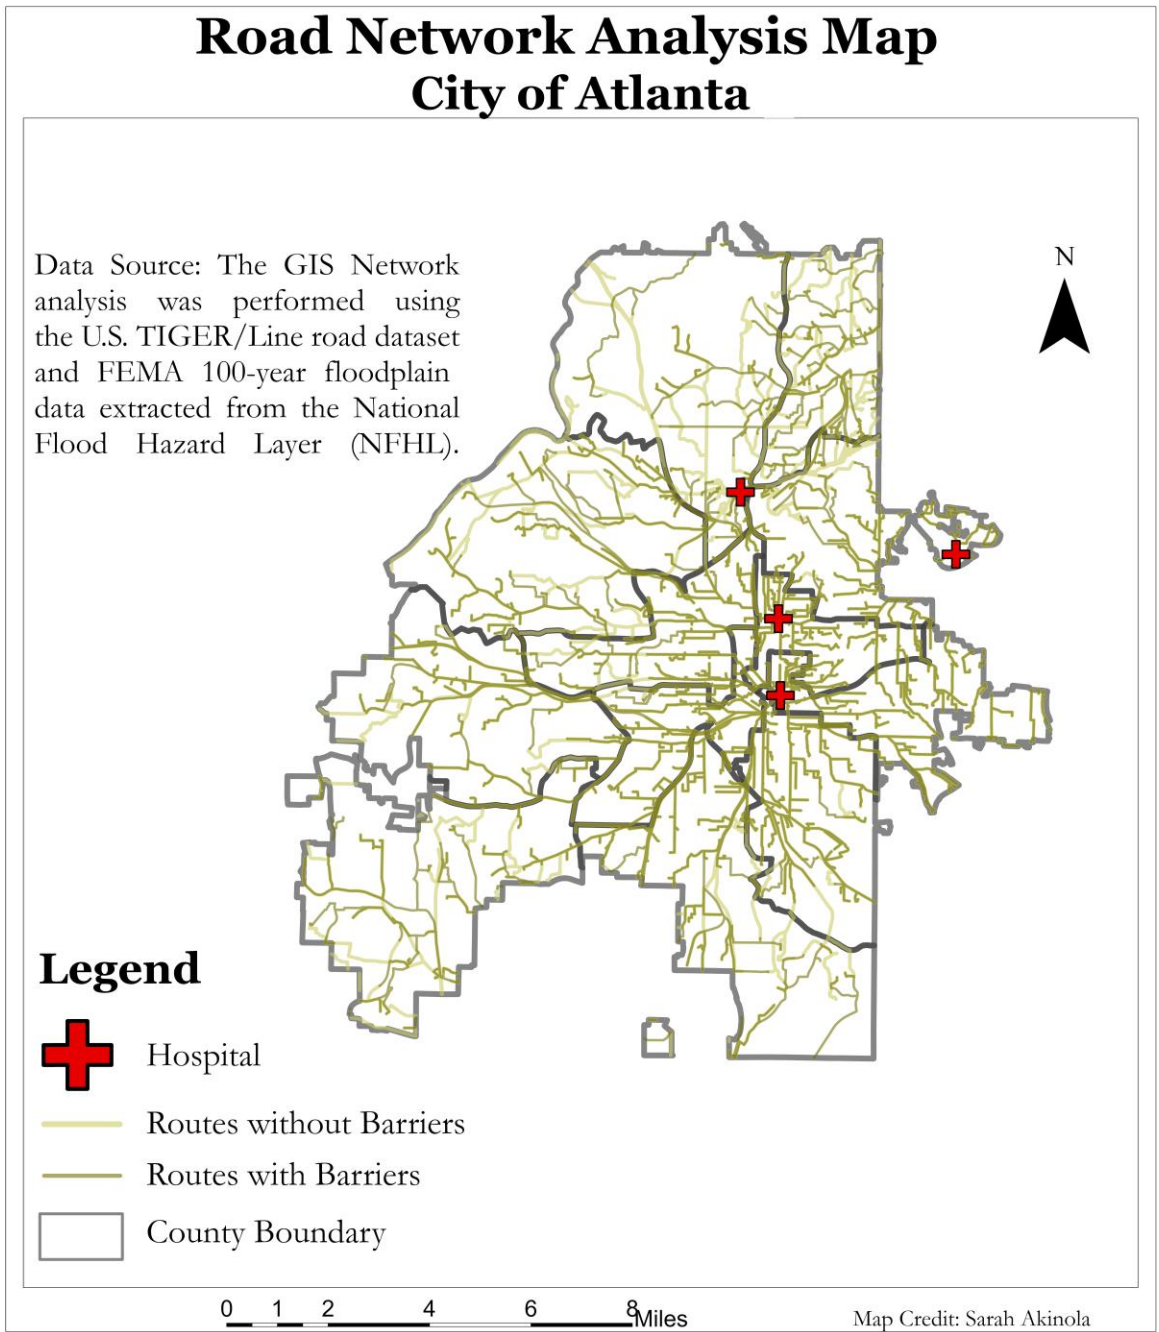 Road Network Analysis Map
City of Atlanta
Data Source: The GIS Network
analysis was performed using
the U.S. TIGER/Line road dataset
and FEMA 100-year floodplain
data extracted from the National
Flood Hazard Layer (NFHL).
N
Legend
Hospital
Routes without Barriers
Routes with Barriers
County Boundary
0 1 2 4 6 8 Miles
Map Credit: Sarah Akinola